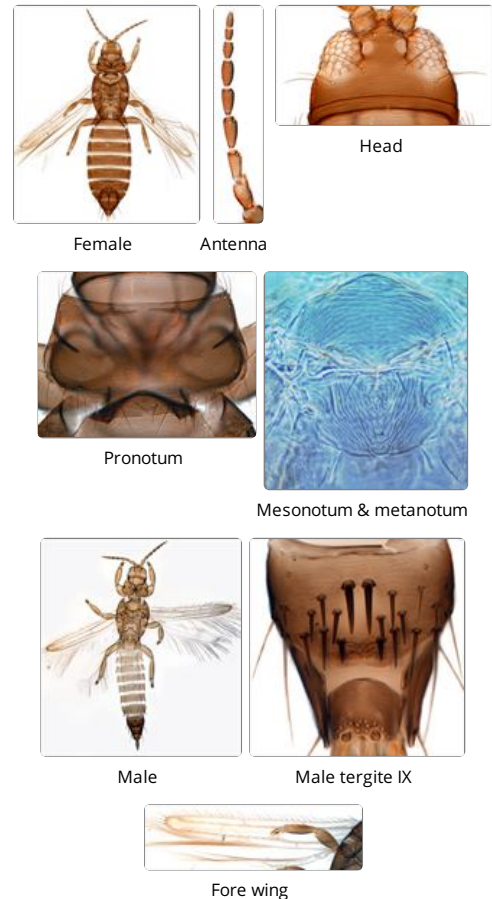 Female
Antenna
Head
Pronotum
Mesonotum & metanotum
Male
Male tergite IX
Fore wing